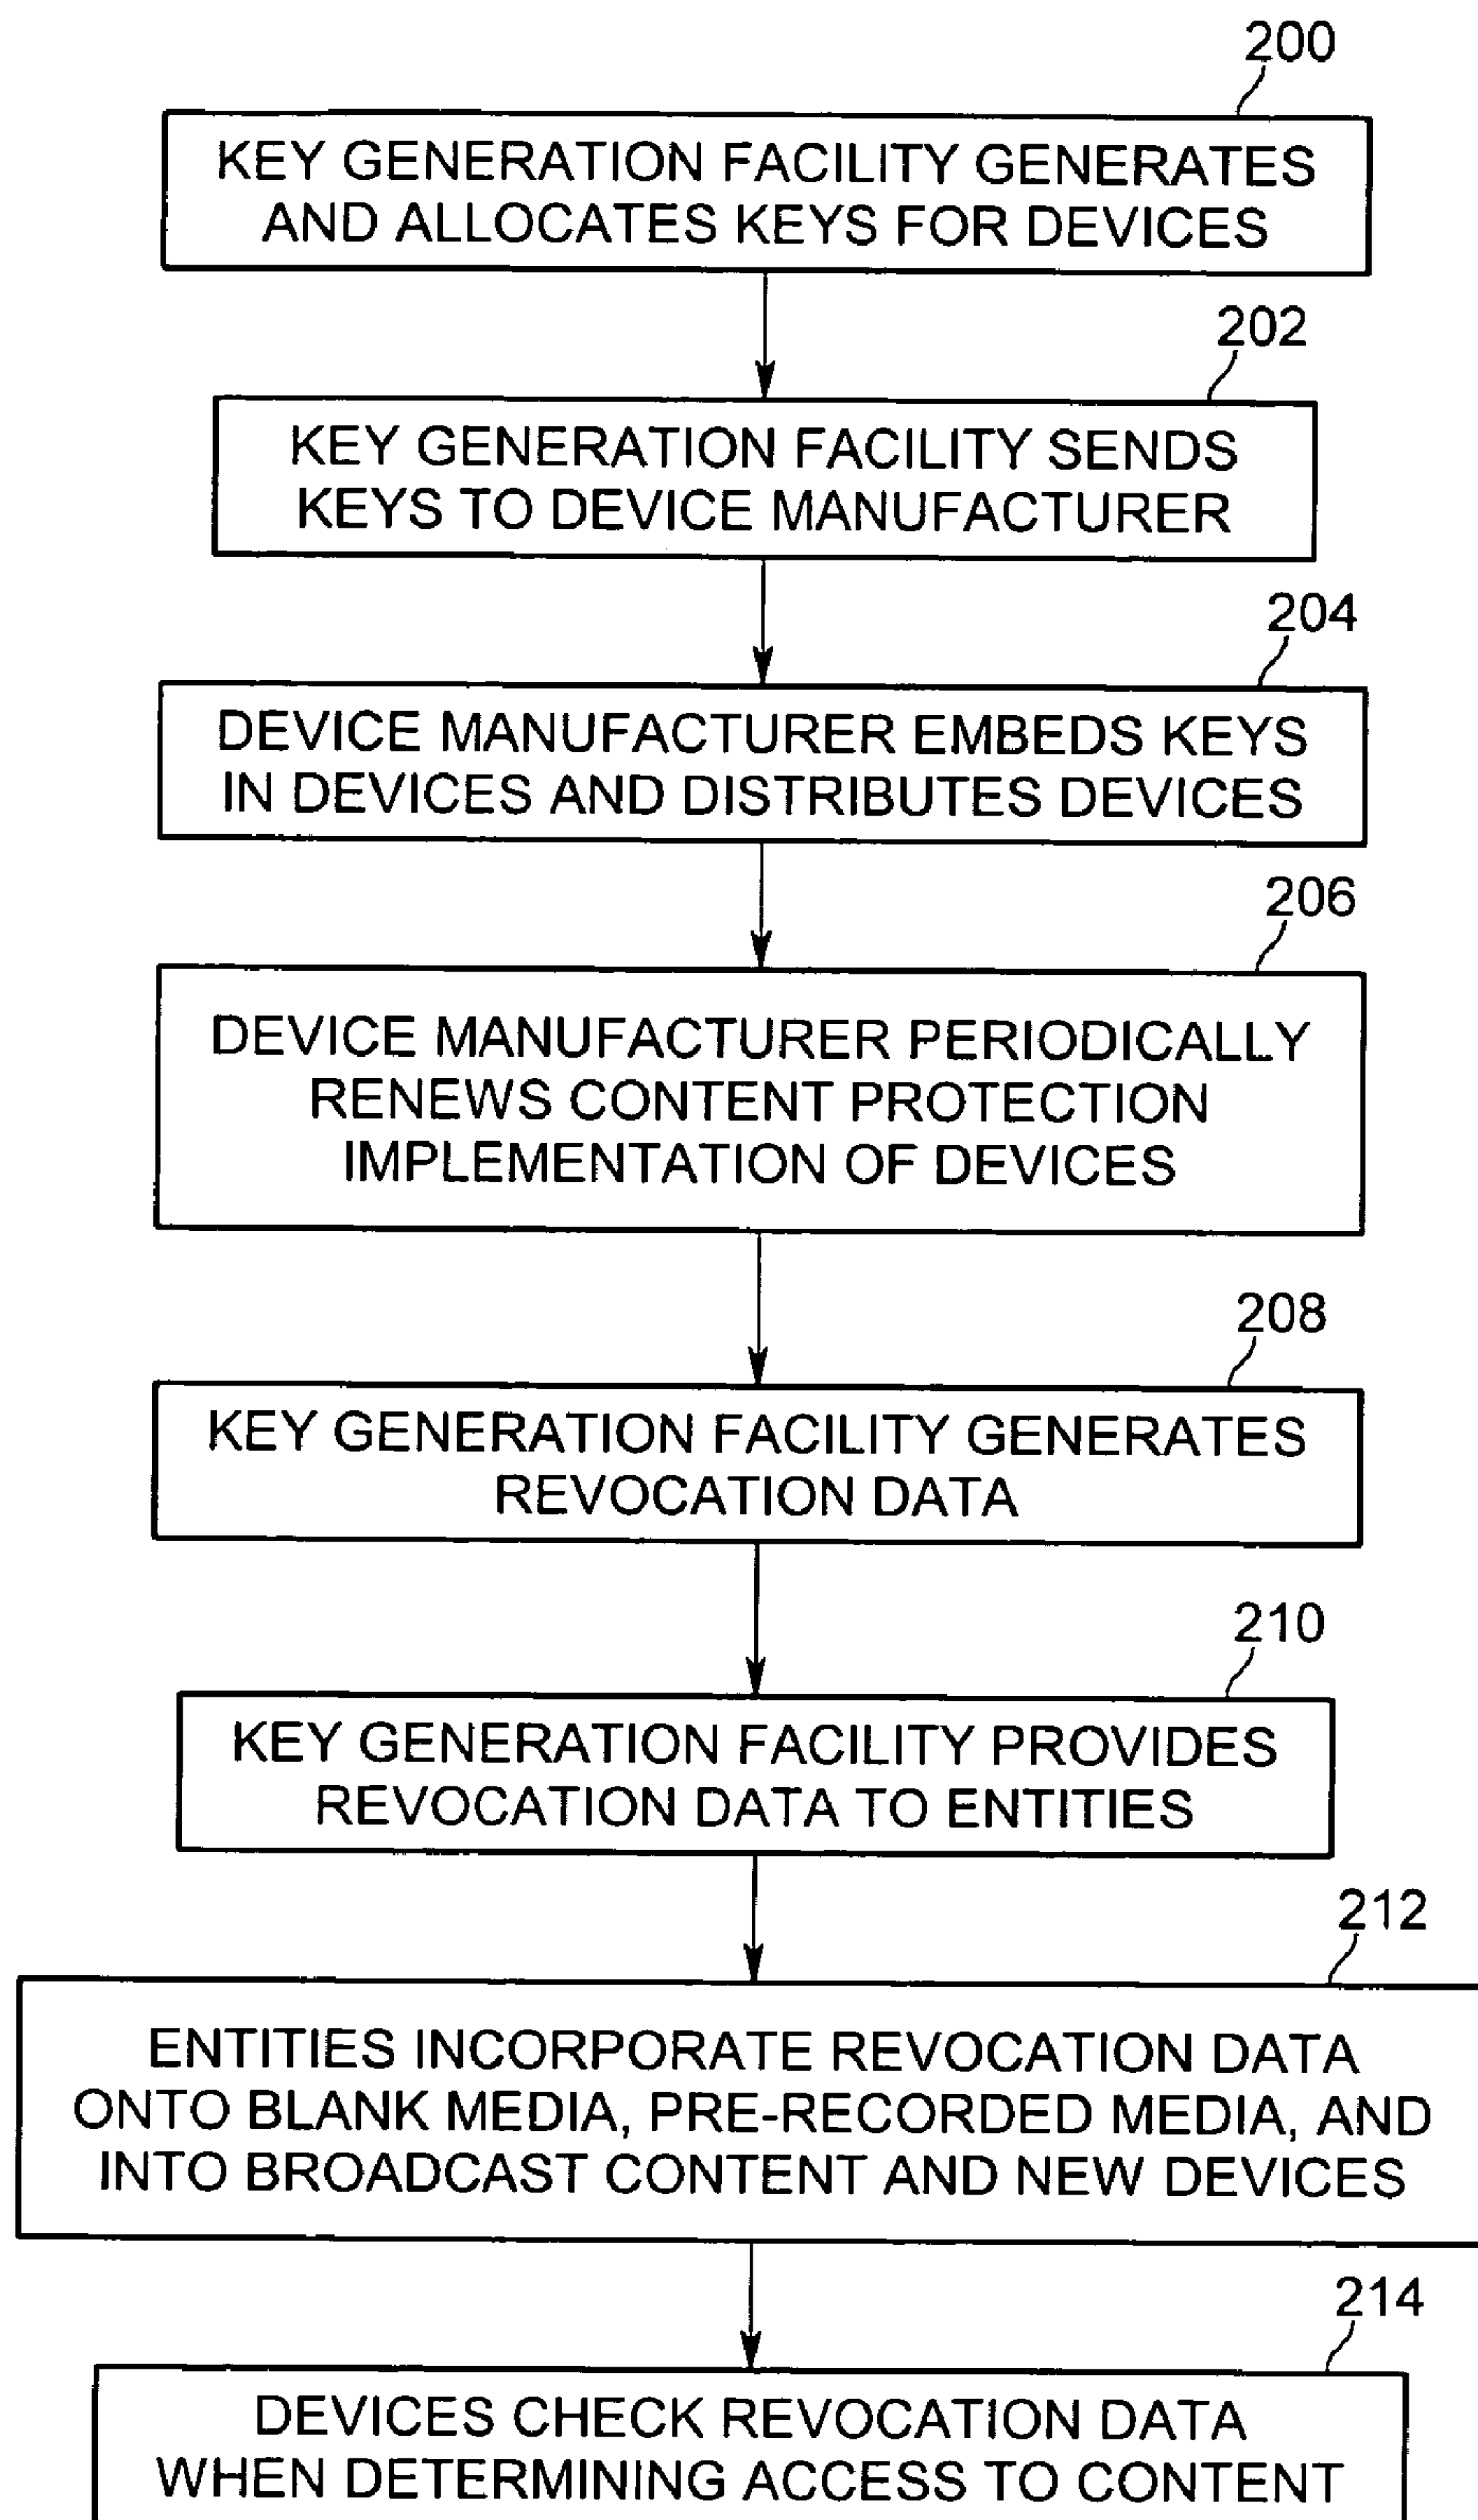 200
KEY GENERATION FACILITY GENERATES
AND ALLOCATES KEYS FOR DEVICES
202
KEY GENERATION FACILITY SENDS
KEYS TO DEVICE MANUFACTURER
204
DEVICE MANUFACTURER EMBEDS KEYS
IN DEVICES AND DISTRIBUTES DEVICES
206
DEVICE MANUFACTURER PERIODICALLY
RENEWS CONTENT PROTECTION
IMPLEMENTATION OF DEVICES
208
KEY GENERATION FACILITY GENERATES
REVOCATION DATA
210
KEY GENERATION FACILITY PROVIDES
REVOCATION DATA TO ENTITIES
212
ENTITIES INCORPORATE REVOCATION DATA
ONTO BLANK MEDIA, PRE-RECORDED MEDIA, AND
INTO BROADCAST CONTENT AND NEW DEVICES
214
DEVICES CHECK REVOCATION DATA
WHEN DETERMINING ACCESS TO CONTENT